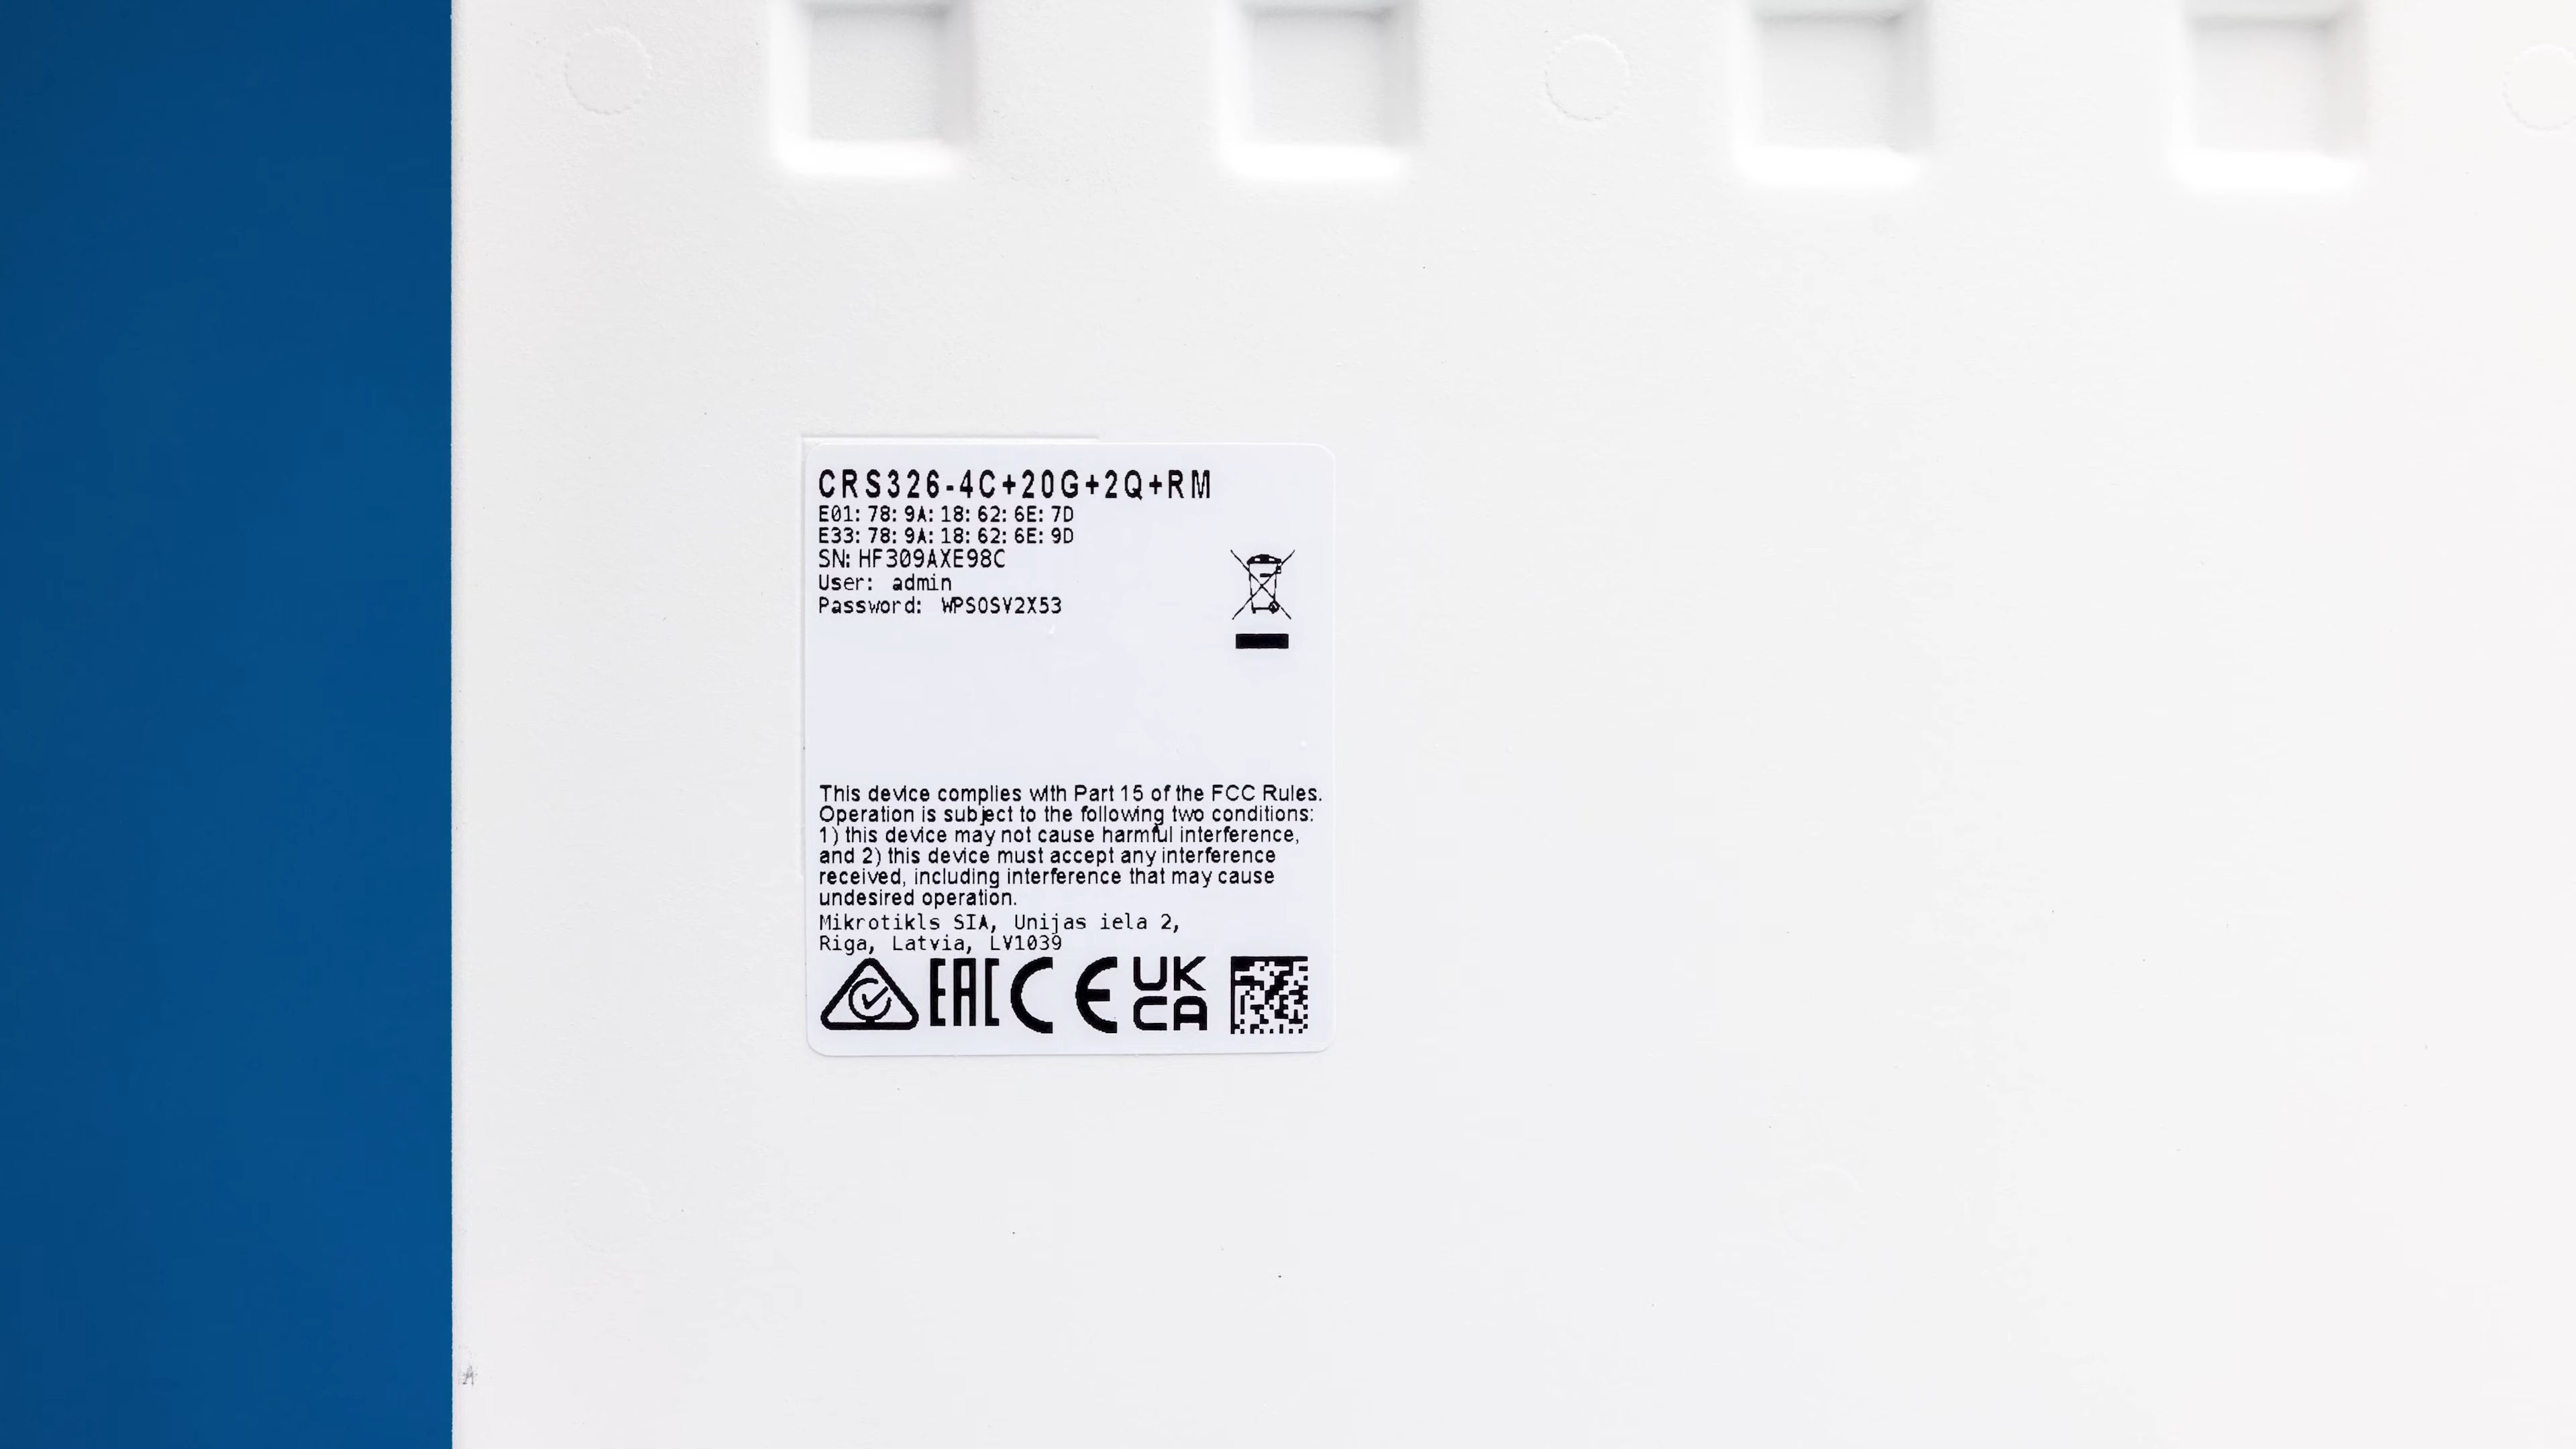 CRS326-4C+20G+2Q+RM
E01: 78: 9A: 18: 62: 6E: 7D
E33: 78: 9A: 18: 62: 6E: 9D
SN: HF309AXE98C
User: admin
Password: WPSOSV2X53
This device complies with Part 15 of the FCC Rules.
Operation is subject to the following two conditions:
1) this device may not cause harmful interference,
and 2) this device must accept any interference
received, including interference that may cause
undesired operation.
Mikrotikls SIA, Unijas iela 2,
Riga, Latvia, LV1039
EAC CE UK
CA
A